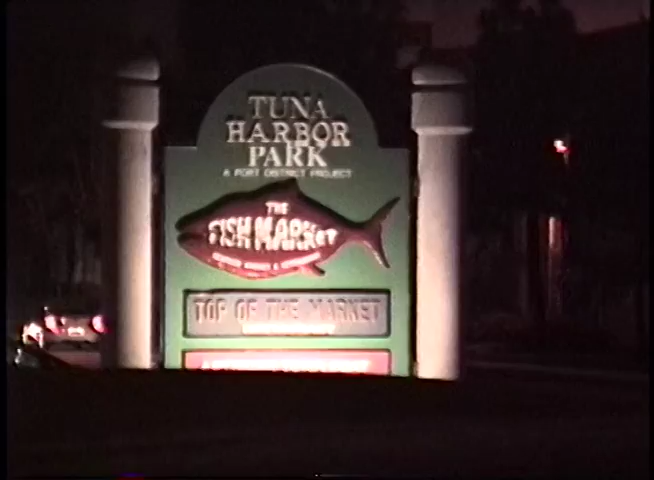 TUNA
HARBOR
PARK
A PORT DISTRICT PROJECT
THE
FISH MARKET
TOP OF THE MARKET